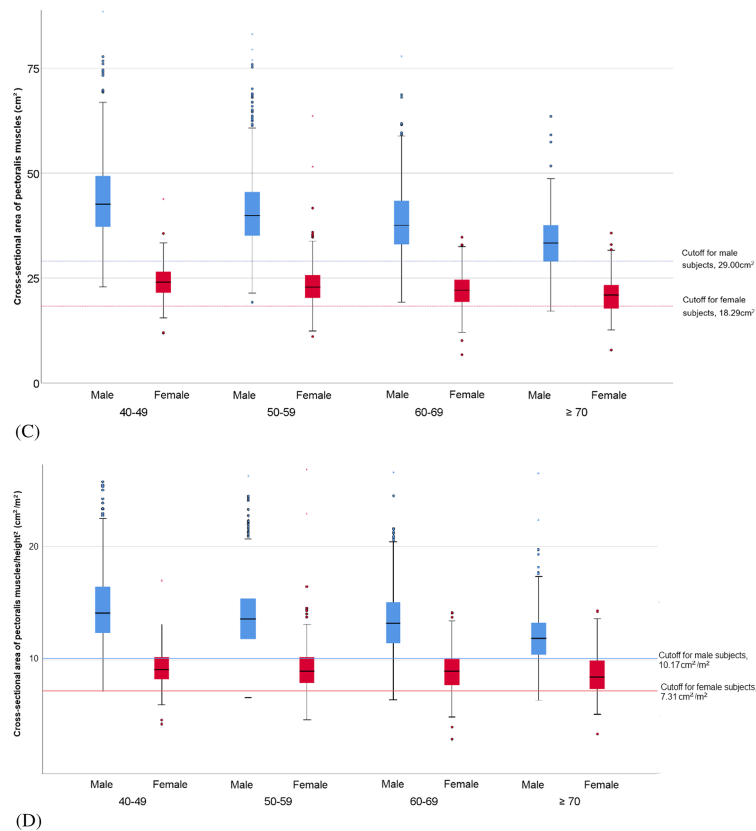 Cross-sectional area of pectoralis muscles (cm²)
75
50
25
0
Cutoff for male
subjects, 29.00cm²
Cutoff for female
subjects, 18.29cm²
Male Female Male Female Male Female Male Female
40-49 50-59 60-69 ≥ 70
(C)
Cross-sectional area of pectoralis muscles/height² (cm²/m²)
20
10
Cutoff for male subjects,
10.17cm²/m²
Cutoff for female subjects,
7.31cm²/m²
Male Female Male Female Male Female Male Female
40-49 50-59 60-69 ≥ 70
(D)